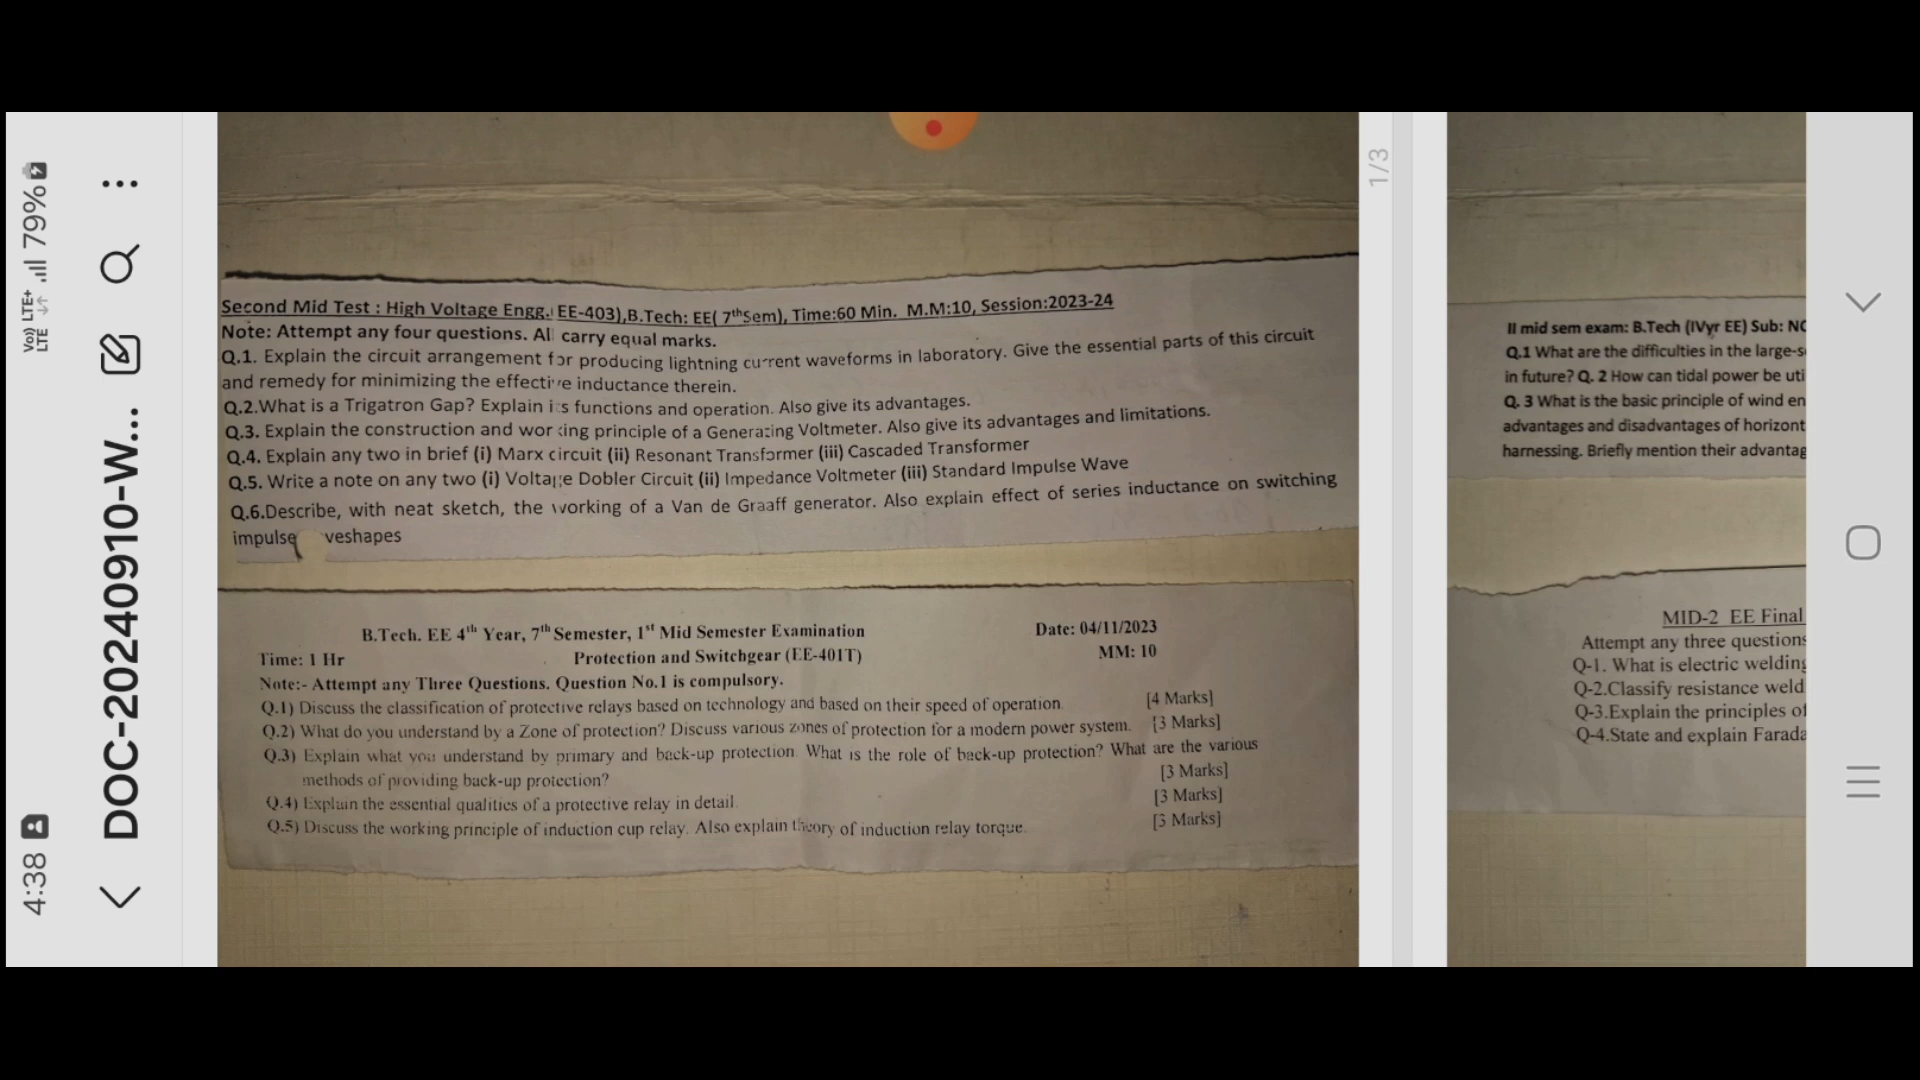 4:38
Vo)) LTE+
LTE
79%
DOC-20240910-W...
1/3
Second Mid Test : High Voltage Engg.( EE-403),B.Tech: EE( 7thSem), Time:60 Min. M.M:10, Session:2023-24
Note: Attempt any four questions. All carry equal marks.
Q.1. Explain the circuit arrangement for producing lightning current waveforms in laboratory. Give the essential parts of this circuit
and remedy for minimizing the effective inductance therein.
Q.2.What is a Trigatron Gap? Explain its functions and operation. Also give its advantages.
Q.3. Explain the construction and working principle of a Generating Voltmeter. Also give its advantages and limitations.
Q.4. Explain any two in brief (i) Marx circuit (ii) Resonant Transformer (iii) Cascaded Transformer
Q.5. Write a note on any two (i) Voltage Dobler Circuit (ii) Impedance Voltmeter (iii) Standard Impulse Wave
Q.6.Describe, with neat sketch, the working of a Van de Graaff generator. Also explain effect of series inductance on switching
impulse veshapes
B.Tech. EE 4th Year, 7th Semester, 1st Mid Semester Examination Date: 04/11/2023
Time: 1 Hr Protection and Switchgear (EE-401T) MM: 10
Note:- Attempt any Three Questions. Question No.1 is compulsory.
Q.1) Discuss the classification of protective relays based on technology and based on their speed of operation. [4 Marks]
Q.2) What do you understand by a Zone of protection? Discuss various zones of protection for a modern power system. [3 Marks]
Q.3) Explain what you understand by primary and back-up protection. What is the role of back-up protection? What are the various
methods of providing back-up protection? [3 Marks]
Q.4) Explain the essential qualities of a protective relay in detail. [3 Marks]
Q.5) Discuss the working principle of induction cup relay. Also explain theory of induction relay torque. [3 Marks]
II mid sem exam: B.Tech (IVyr EE) Sub: NC
Q.1 What are the difficulties in the large-s
in future? Q. 2 How can tidal power be uti
Q. 3 What is the basic principle of wind en
advantages and disadvantages of horizont
harnessing. Briefly mention their advantag
MID-2 EE Final
Attempt any three questions
Q-1. What is electric welding
Q-2.Classify resistance weld
Q-3.Explain the principles of
Q-4.State and explain Farada